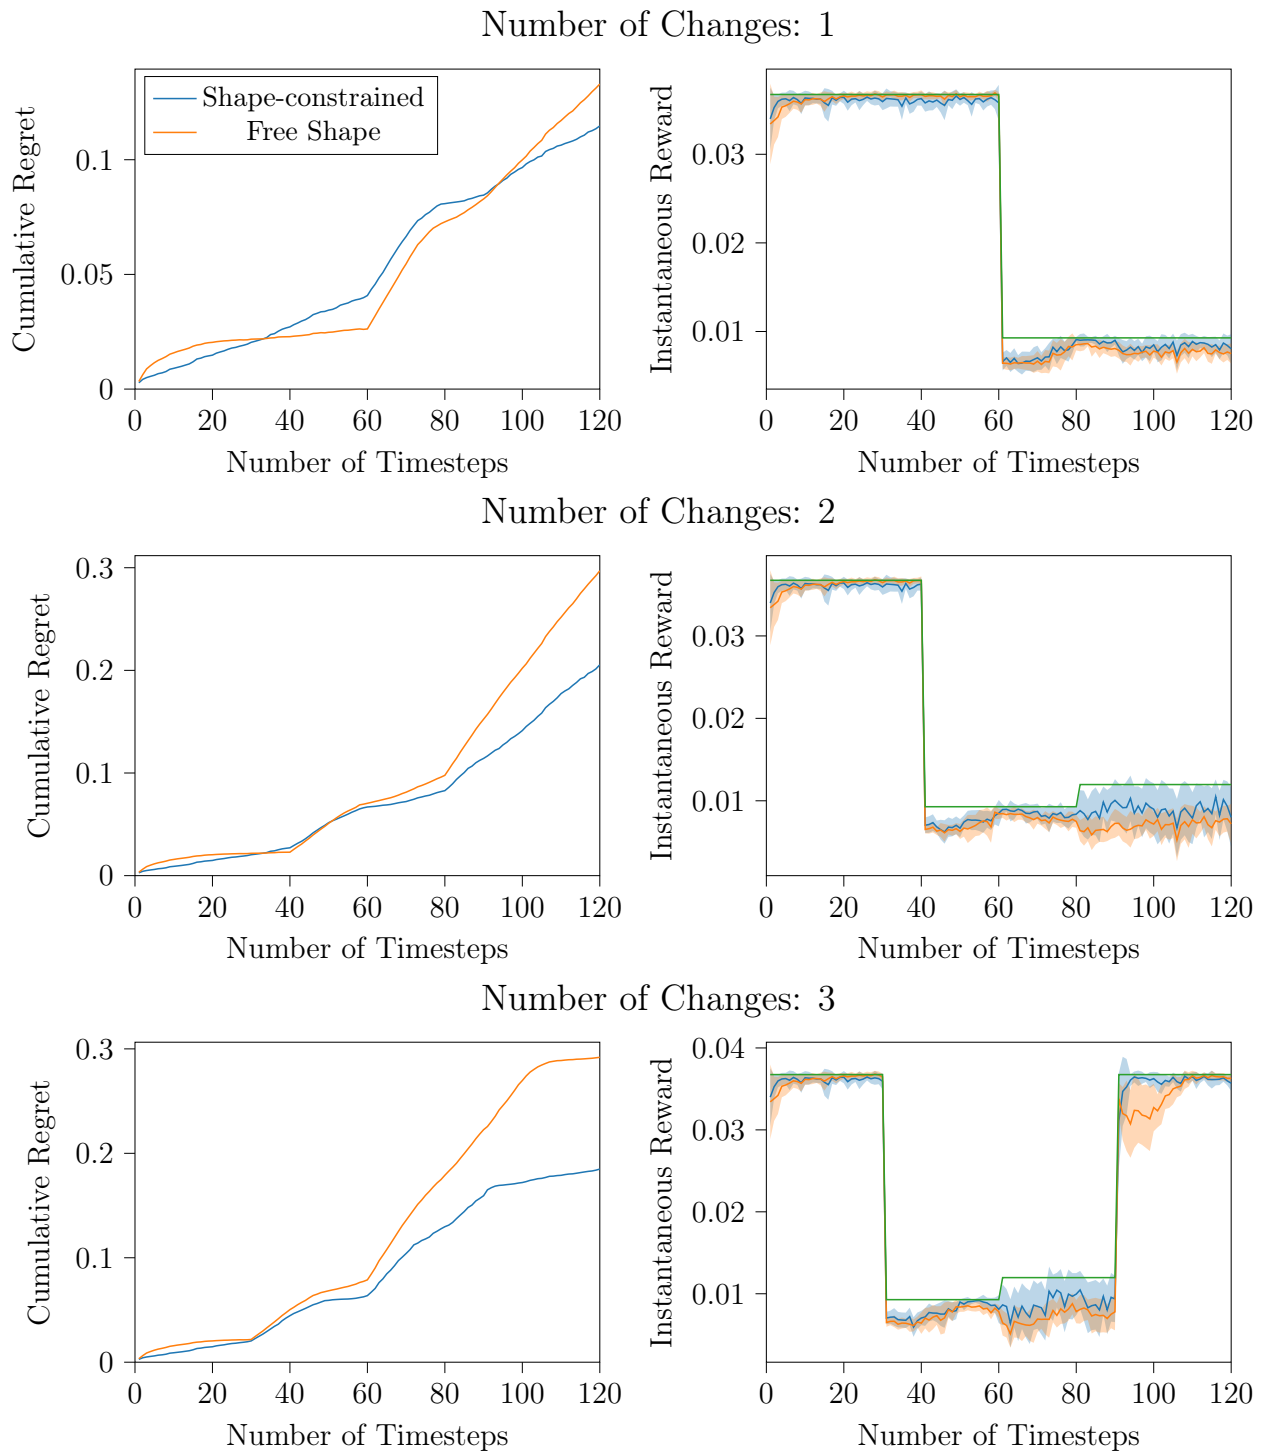 Number of Changes: 1
Cumulative Regret
0.1
0.05
0
Shape-constrained
Free Shape
0 20 40 60 80 100 120
Number of Timesteps
Instantaneous Reward
0.03
0.02
0.01
0 20 40 60 80 100 120
Number of Timesteps
Number of Changes: 2
Cumulative Regret
0.3
0.2
0.1
0
0 20 40 60 80 100 120
Number of Timesteps
Instantaneous Reward
0.03
0.02
0.01
0 20 40 60 80 100 120
Number of Timesteps
Number of Changes: 3
Cumulative Regret
0.3
0.2
0.1
0
0 20 40 60 80 100 120
Number of Timesteps
Instantaneous Reward
0.04
0.03
0.02
0.01
0 20 40 60 80 100 120
Number of Timesteps